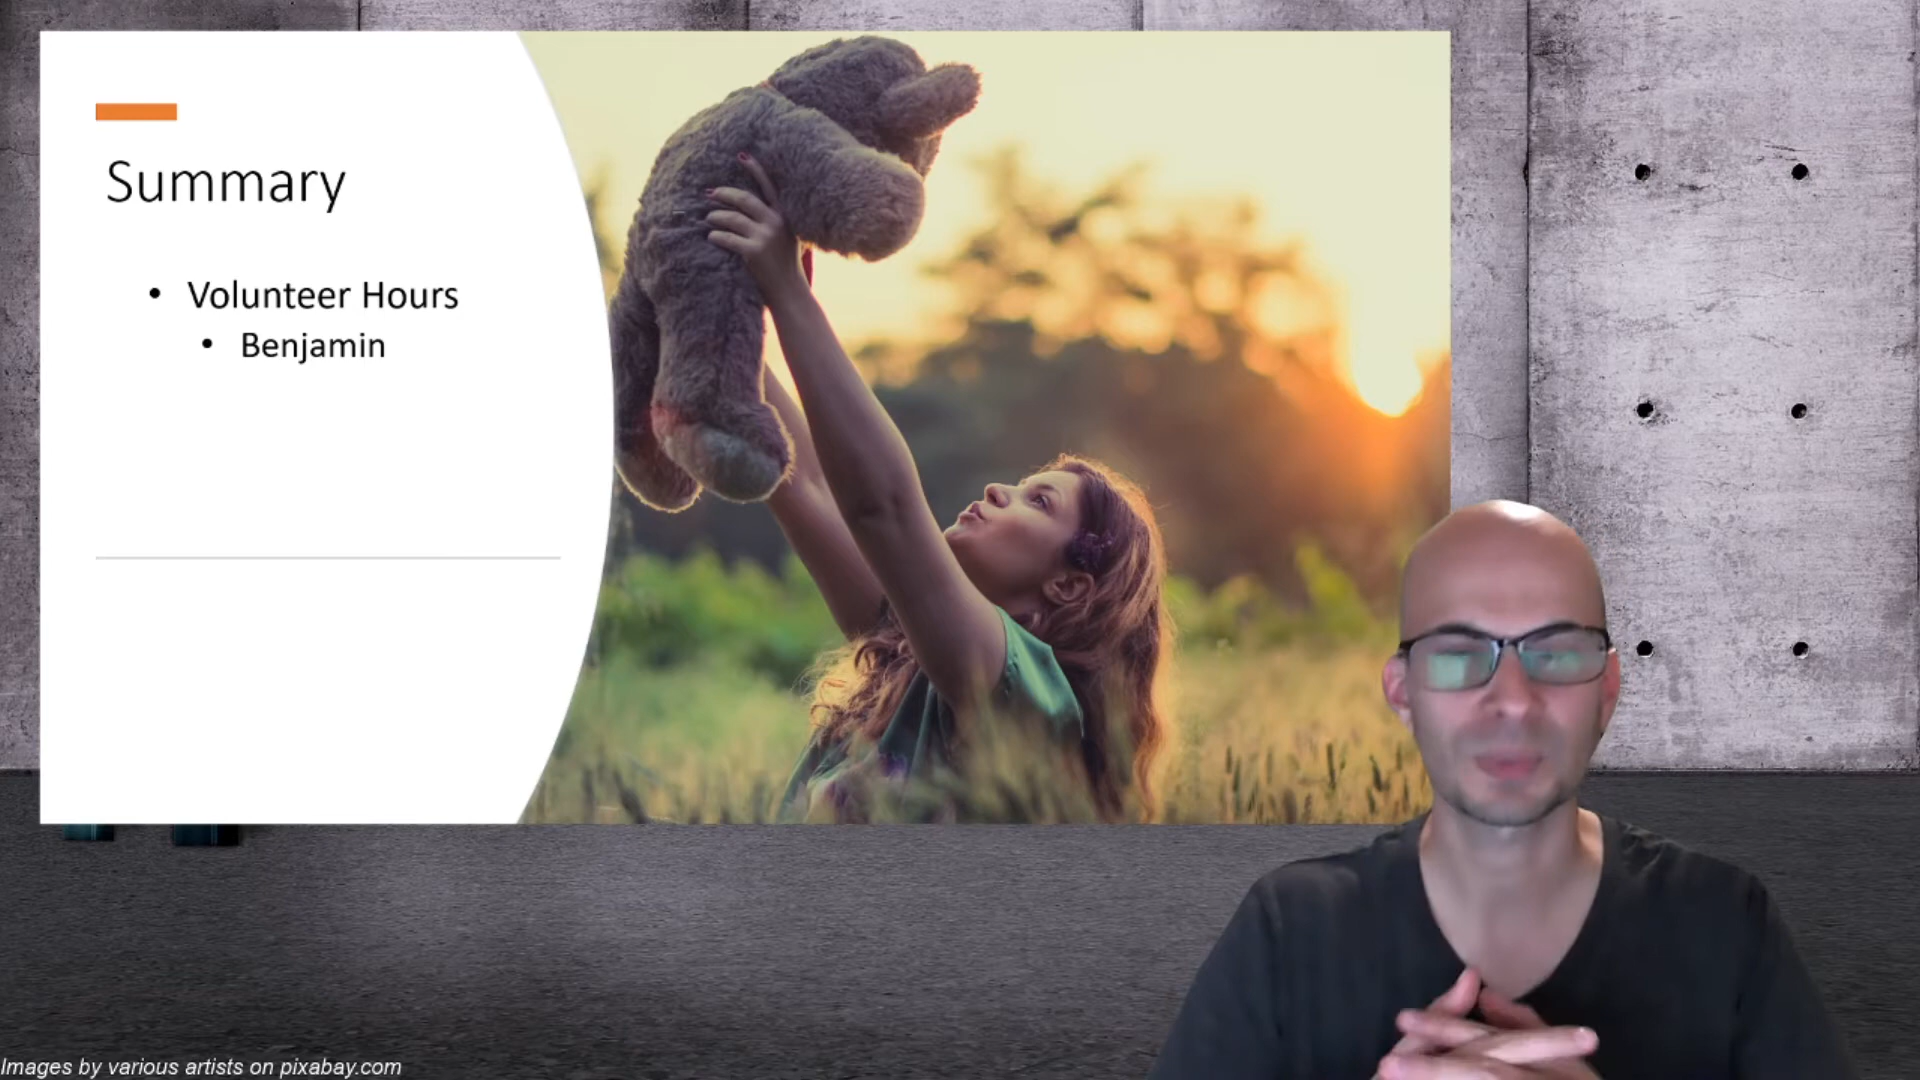 Summary
• Volunteer Hours
• Benjamin
Images by various artists on pixabay.com